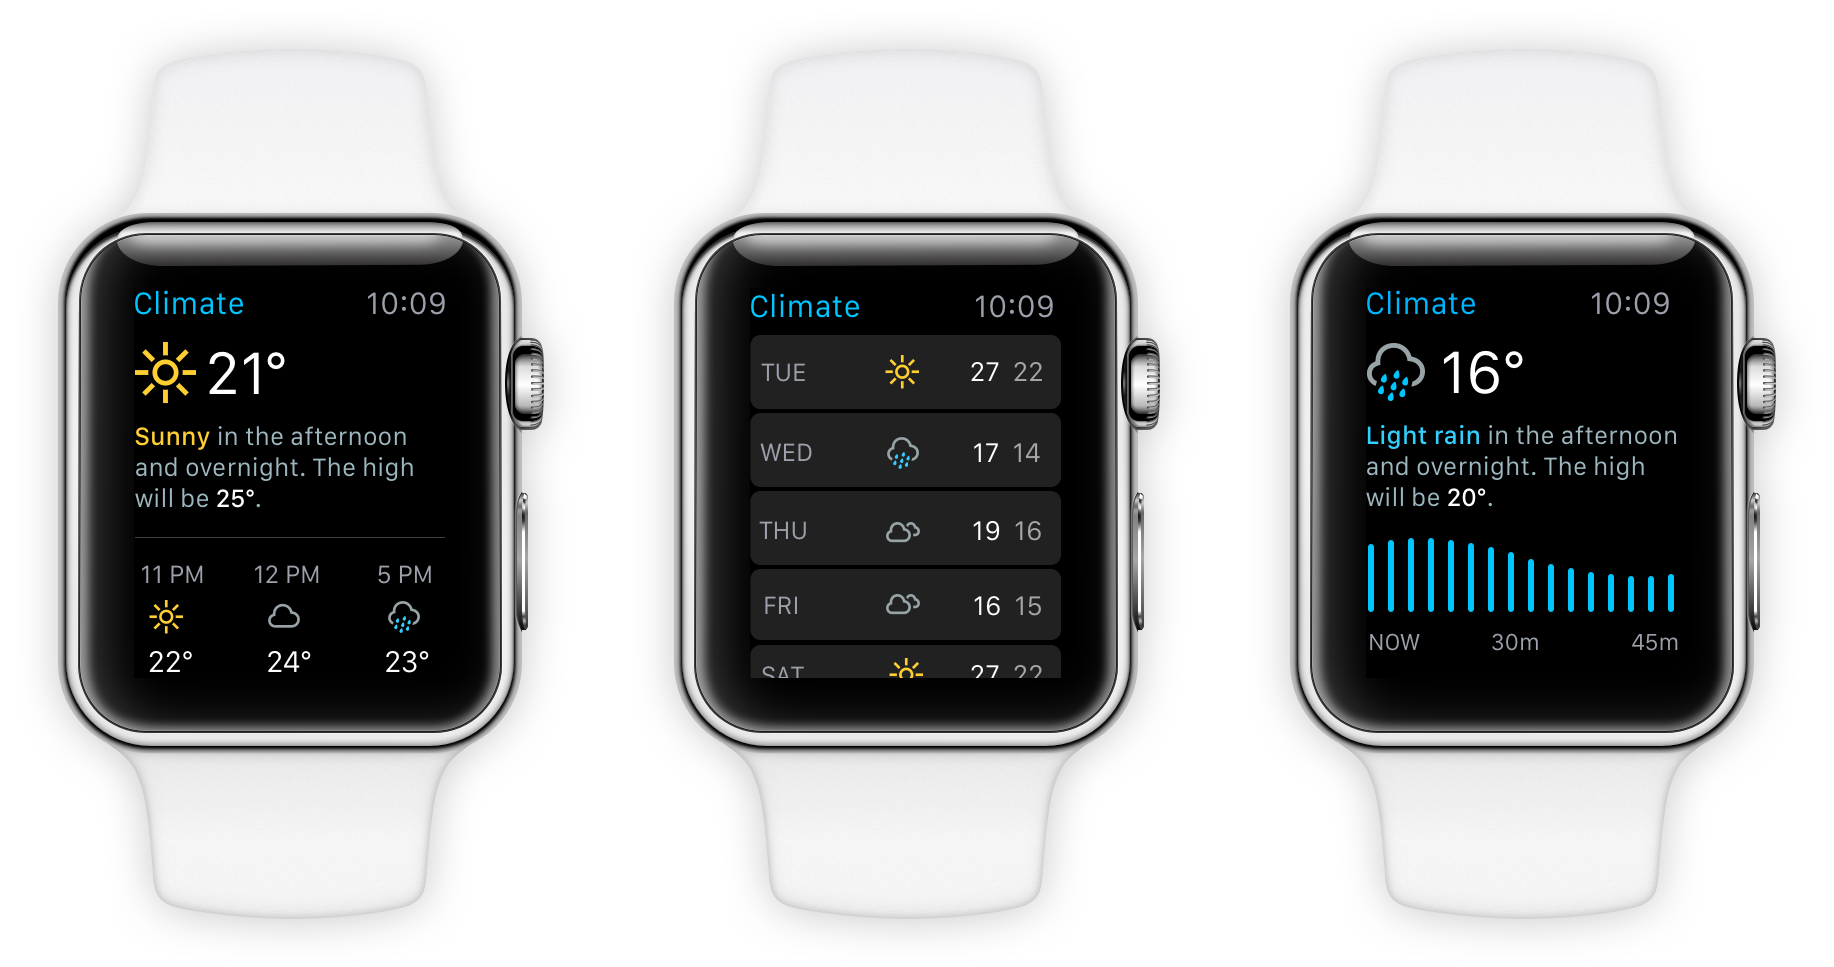 Climate 10:09
21°
Sunny in the afternoon
and overnight. The high
will be 25°.
11 PM 12 PM 5 PM
22° 24° 23°
Climate 10:09
TUE 27 22
WED 17 14
THU 19 16
FRI 16 15
SAT 27 22
Climate 10:09
16°
Light rain in the afternoon
and overnight. The high
will be 20°.
NOW 30m 45m